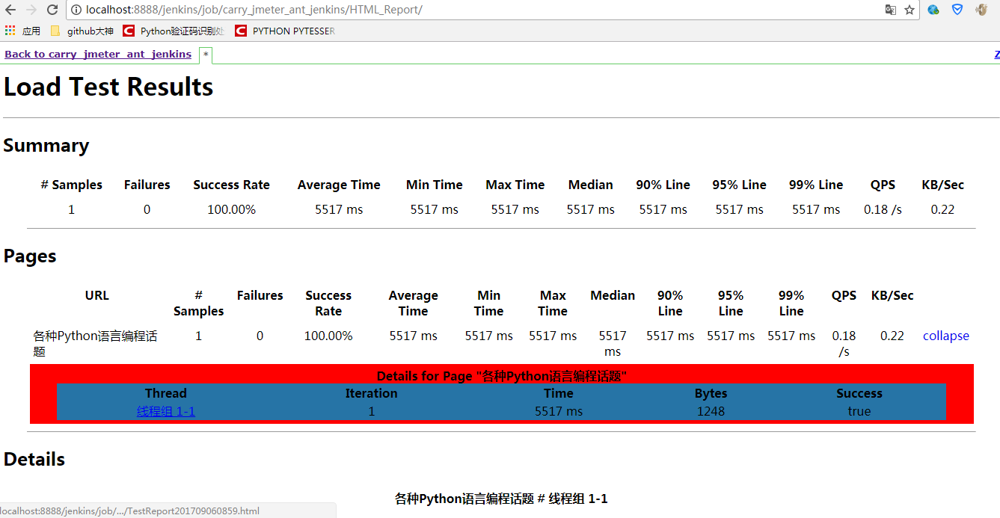 localhost:8888/jenkins/job/carry_jmeter_ant_jenkins/HTML_Report/
应用 github大神 Python验证码识别处 PYTHON PYTESSER
Back to carry_jmeter_ant_jenkins * Z
Load Test Results
Summary
# Samples Failures Success Rate Average Time Min Time Max Time Median 90% Line 95% Line 99% Line QPS KB/Sec
1 0 100.00% 5517 ms 5517 ms 5517 ms 5517 ms 5517 ms 5517 ms 5517 ms 0.18 /s 0.22
Pages
URL # Failures Success Average Min Max Median 90% 95% 99% QPS KB/Sec
Samples Rate Time Time Time Line Line Line
各种Python语言编程话 1 0 100.00% 5517 ms 5517 ms 5517 ms 5517 5517 ms 5517 ms 5517 ms 0.18 0.22 collapse
题 ms /s
Details for Page "各种Python语言编程话题"
Thread Iteration Time Bytes Success
线程组 1-1 1 5517 ms 1248 true
Details
各种Python语言编程话题 # 线程组 1-1
localhost:8888/jenkins/job/.../TestReport201709060859.html